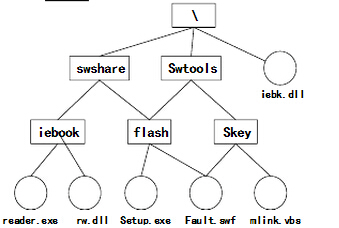 \
swshare
Swtools
iebk.dll
iebook
flash
Skey
reader.exe
rw.dll
Setup.exe
Fault.swf
mlink.vbs